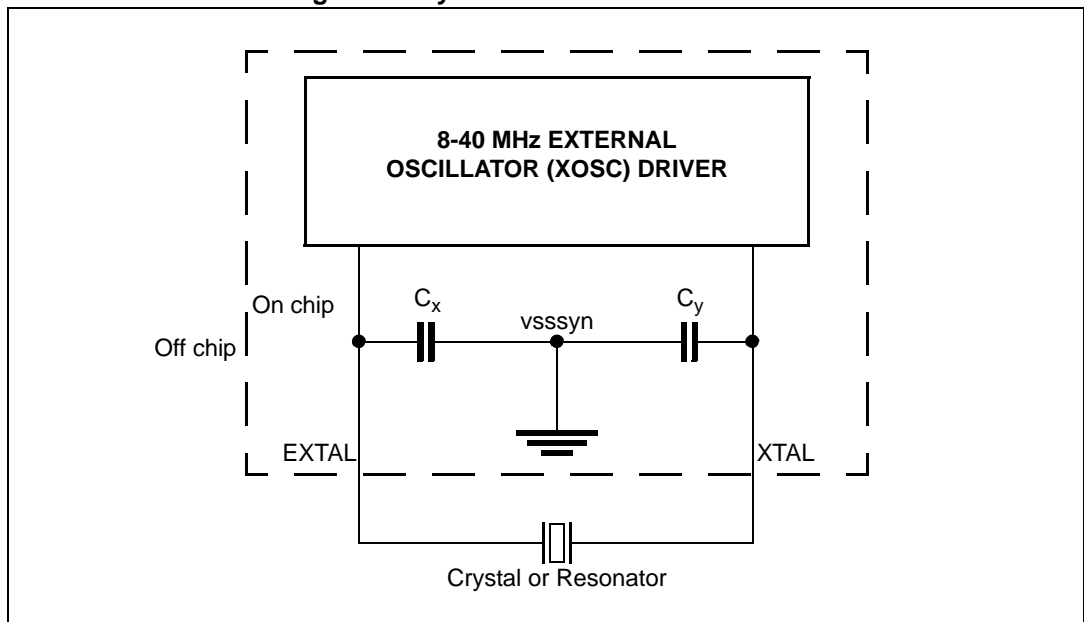 8-40 MHz EXTERNAL
OSCILLATOR (XOSC) DRIVER
On chip
Cx
vsssyn
Cy
Off chip
EXTAL
XTAL
Crystal or Resonator